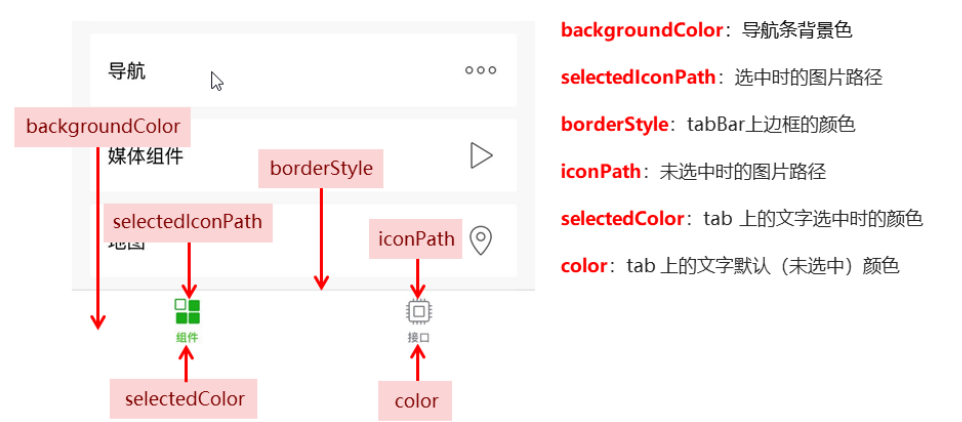 导航
backgroundColor
媒体组件
borderStyle
selectedIconPath
地图
iconPath
组件
接口
selectedColor
color
backgroundColor：导航条背景色
selectedIconPath：选中时的图片路径
borderStyle：tabBar上边框的颜色
iconPath：未选中时的图片路径
selectedColor：tab 上的文字选中时的颜色
color：tab 上的文字默认（未选中）颜色